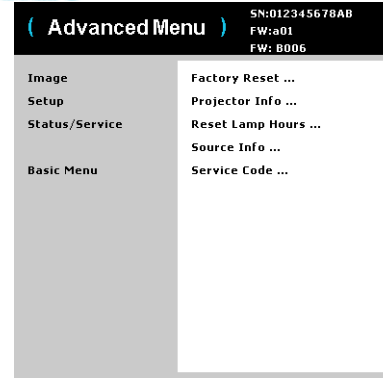 ( Advanced Menu )
SN:012345678AB
FW:a01
FW: B006
Image
Setup
Status/Service
Basic Menu
Factory Reset ...
Projector Info ...
Reset Lamp Hours ...
Source Info ...
Service Code ...